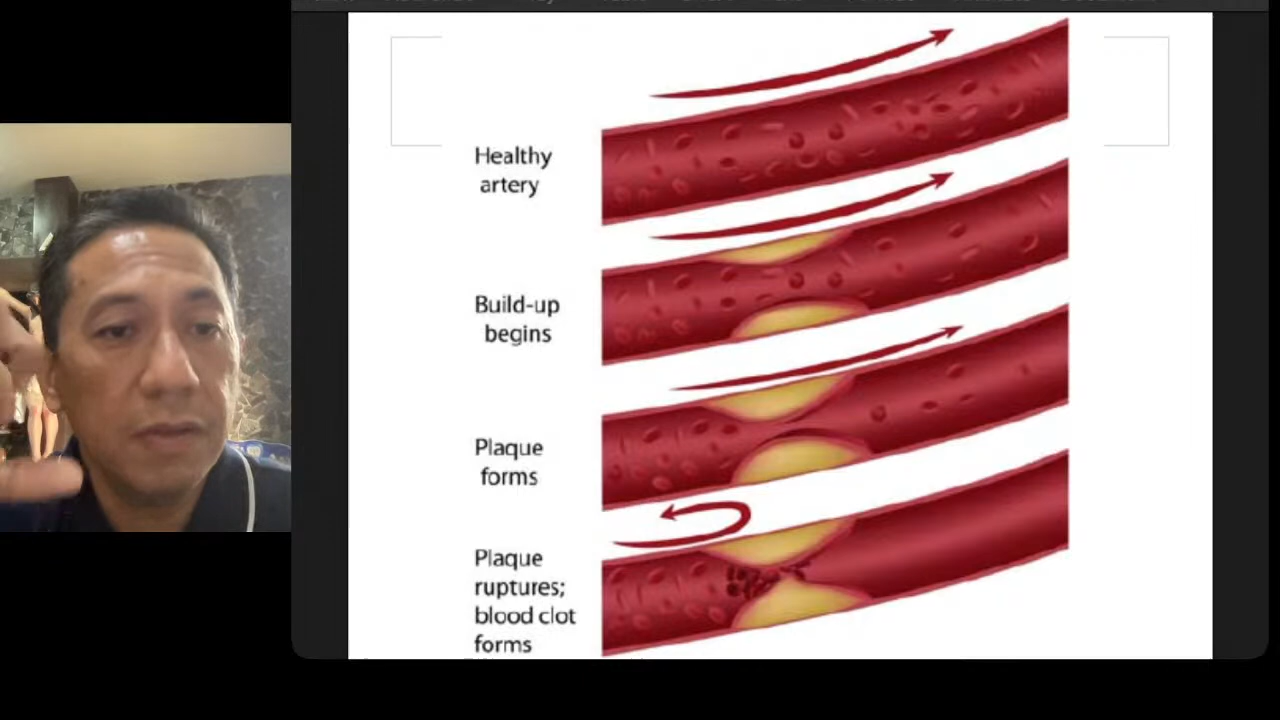 Healthy
artery
Build-up
begins
Plaque
forms
Plaque
ruptures;
blood clot
forms